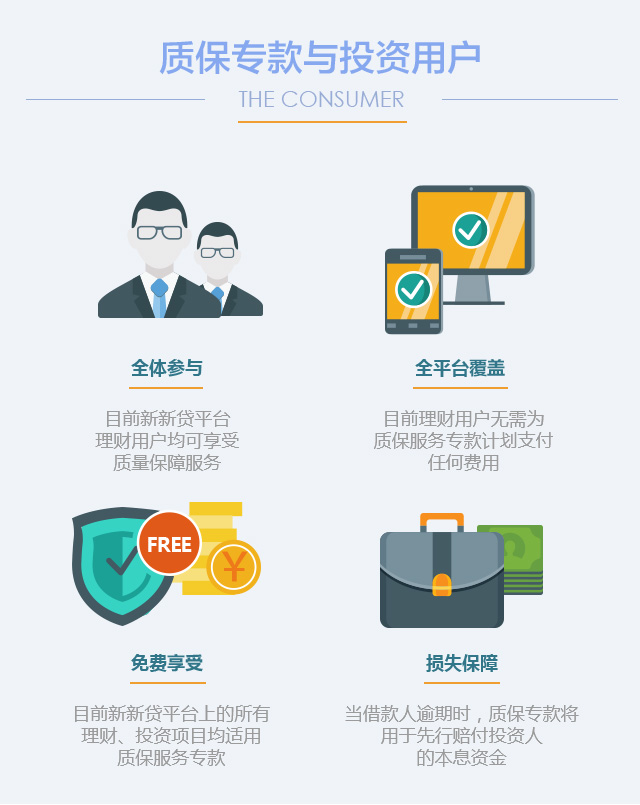 质保专款与投资用户
THE CONSUMER
全体参与
目前新新贷平台
理财用户均可享受
质量保障服务
全平台覆盖
目前理财用户无需为
质保服务专款计划支付
任何费用
FREE
¥
免费享受
目前新新贷平台上的所有
理财、投资项目均适用
质保服务专款
损失保障
当借款人逾期时，质保专款将
用于先行赔付投资人
的本息资金